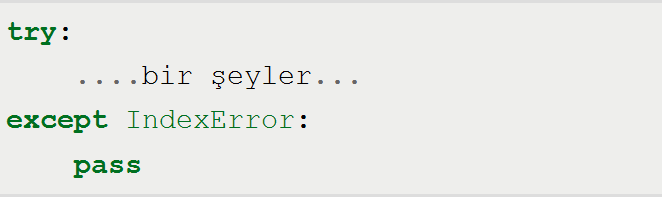 try:
    ....bir şeyler...
except IndexError:
    pass